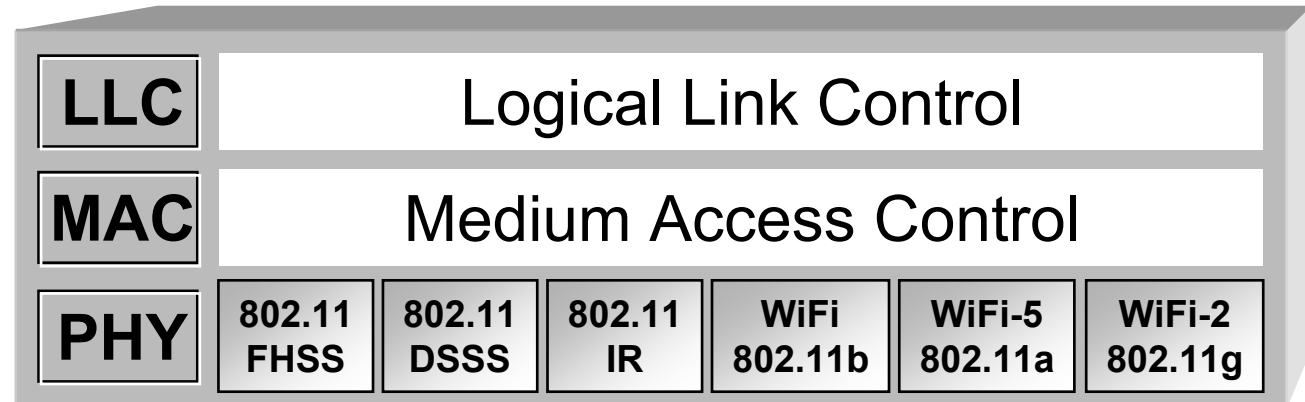 LLC
Logical Link Control
MAC
Medium Access Control
PHY
802.11
FHSS
802.11
DSSS
802.11
IR
WiFi
802.11b
WiFi-5
802.11a
WiFi-2
802.11g